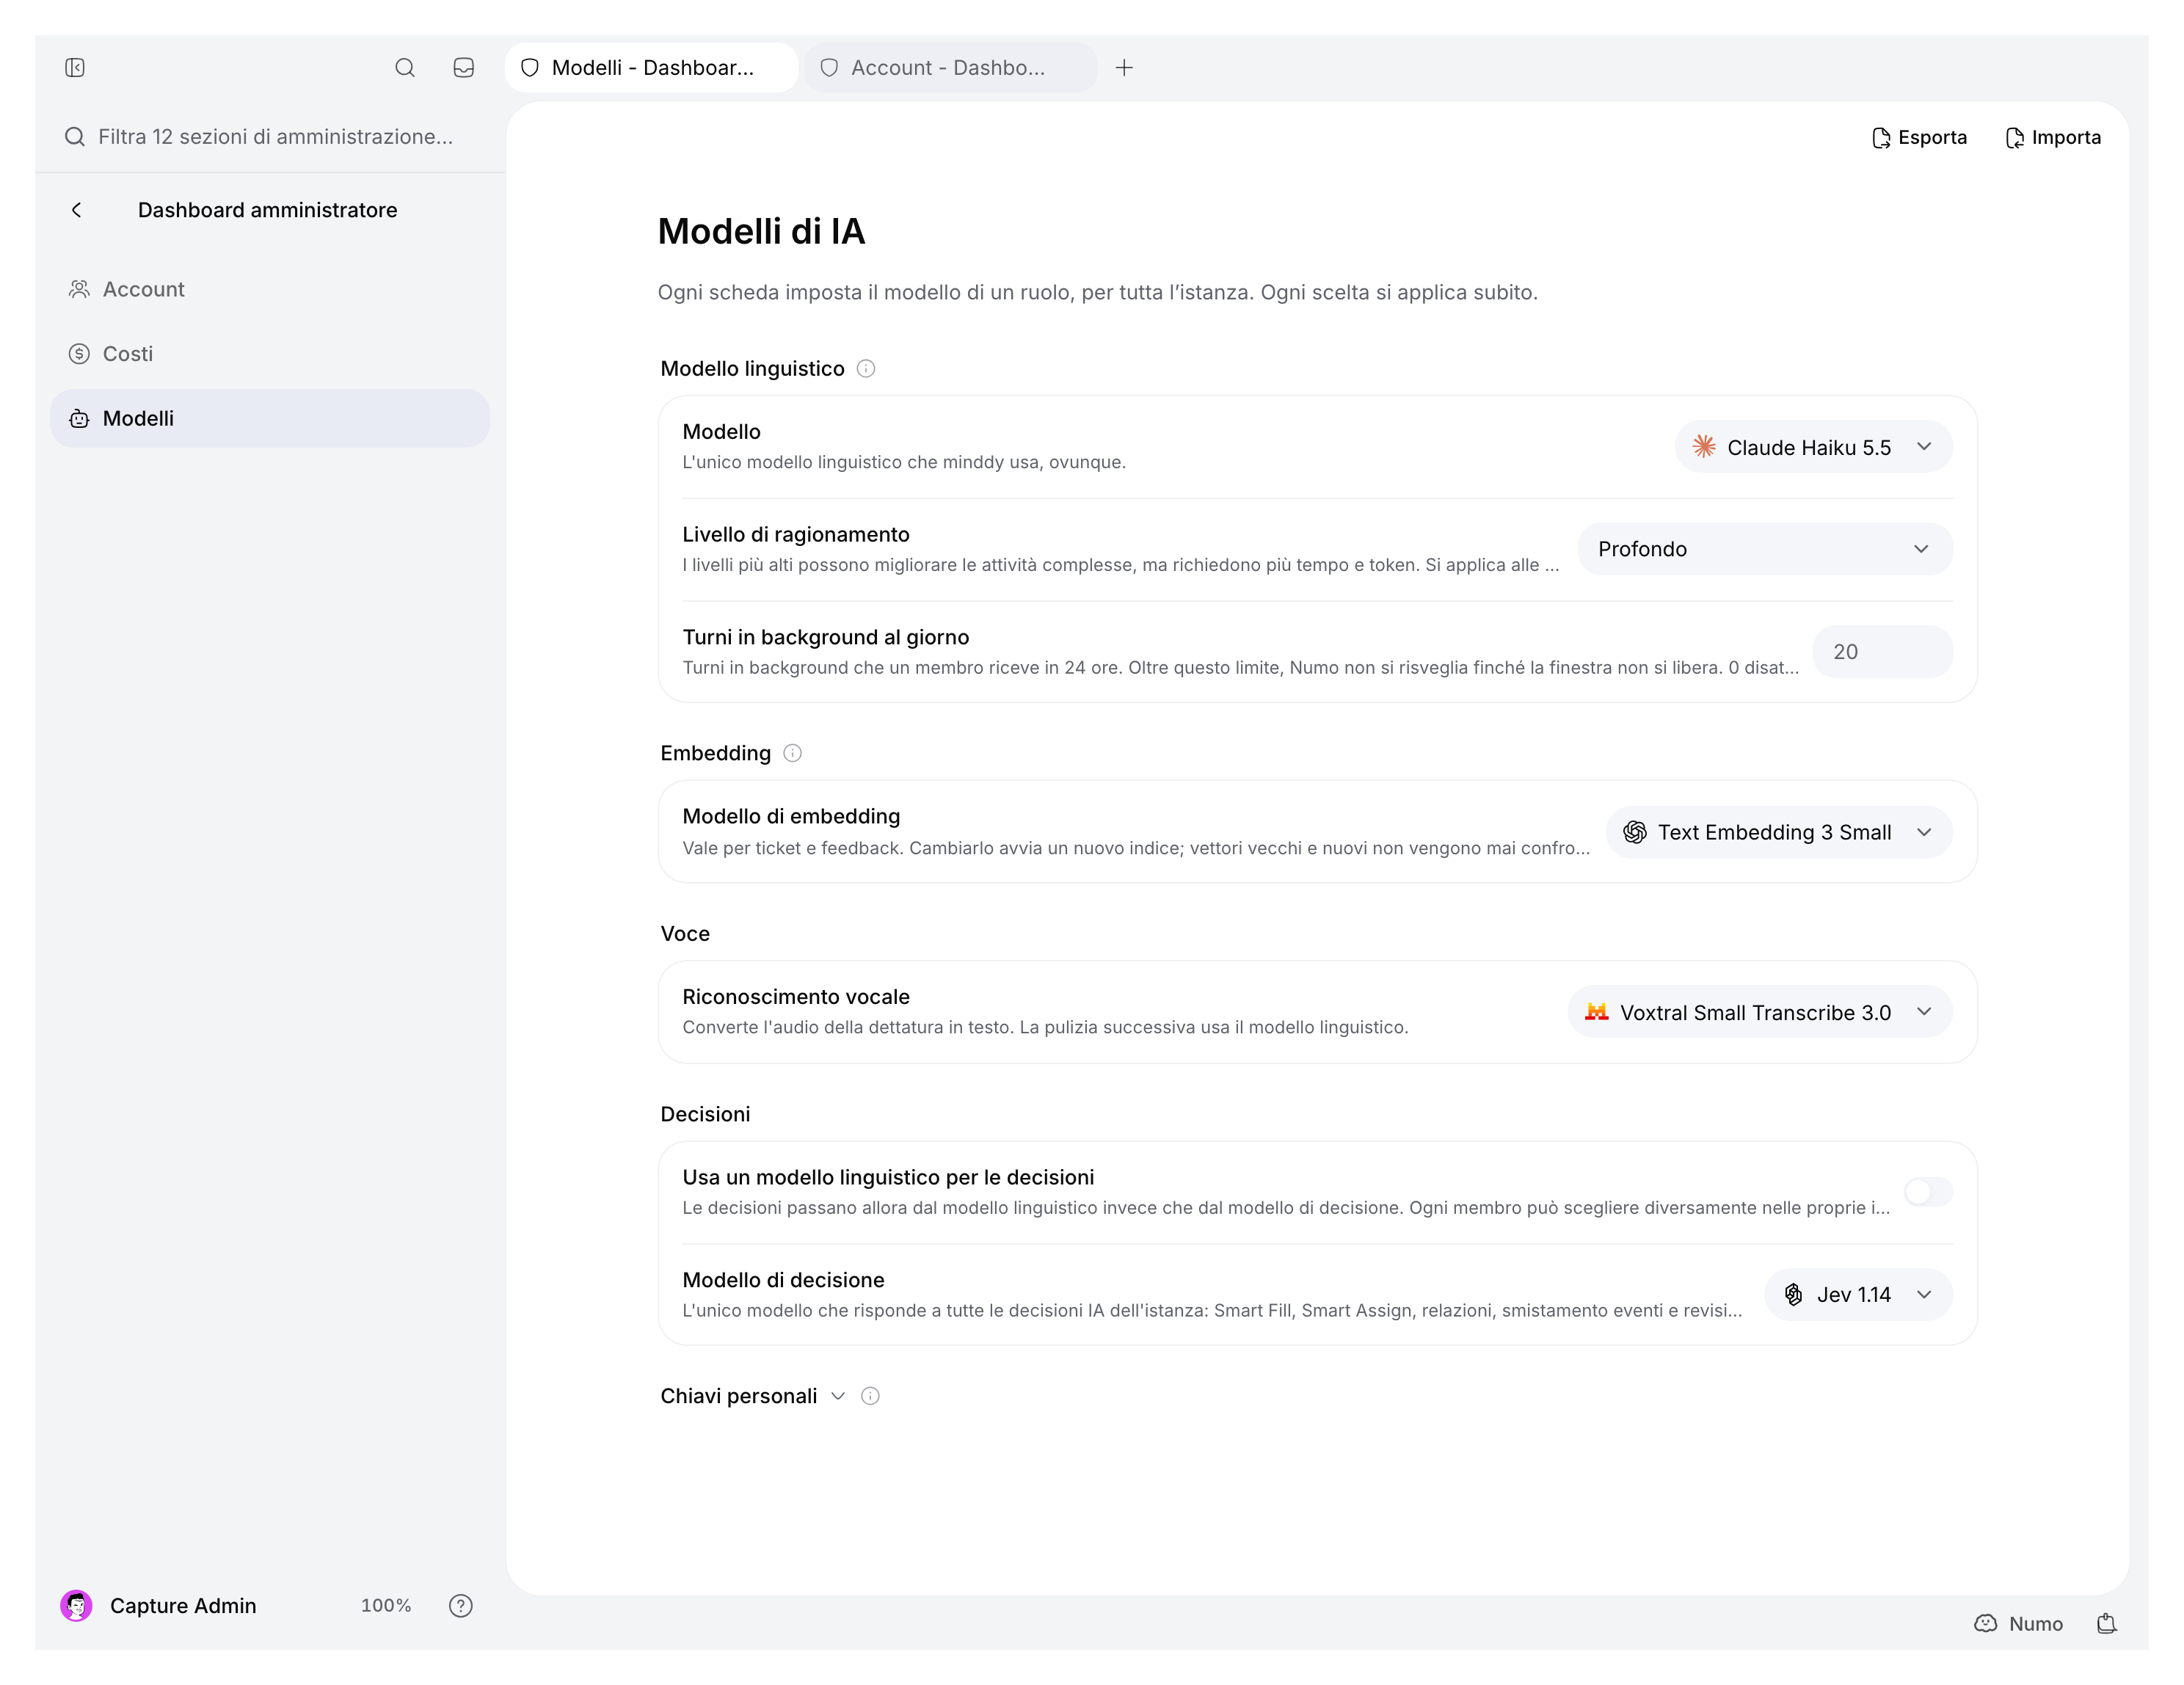 Modelli - Dashboar...
Account - Dashbo...
Filtra 12 sezioni di amministrazione...
Dashboard amministratore
Account
Costi
Modelli
Esporta
Importa
Modelli di IA
Ogni scheda imposta il modello di un ruolo, per tutta l’istanza. Ogni scelta si applica subito.
Modello linguistico
Modello
L'unico modello linguistico che minddy usa, ovunque.
Claude Haiku 5.5
Livello di ragionamento
I livelli più alti possono migliorare le attività complesse, ma richiedono più tempo e token. Si applica alle ...
Profondo
Turni in background al giorno
Turni in background che un membro riceve in 24 ore. Oltre questo limite, Numo non si risveglia finché la finestra non si libera. 0 disat...
20
Embedding
Modello di embedding
Vale per ticket e feedback. Cambiarlo avvia un nuovo indice; vettori vecchi e nuovi non vengono mai confro...
Text Embedding 3 Small
Voce
Riconoscimento vocale
Converte l'audio della dettatura in testo. La pulizia successiva usa il modello linguistico.
Voxtral Small Transcribe 3.0
Decisioni
Usa un modello linguistico per le decisioni
Le decisioni passano allora dal modello linguistico invece che dal modello di decisione. Ogni membro può scegliere diversamente nelle proprie i...
Modello di decisione
L'unico modello che risponde a tutte le decisioni IA dell'istanza: Smart Fill, Smart Assign, relazioni, smistamento eventi e revisi...
Jev 1.14
Chiavi personali
Capture Admin
100%
Numo